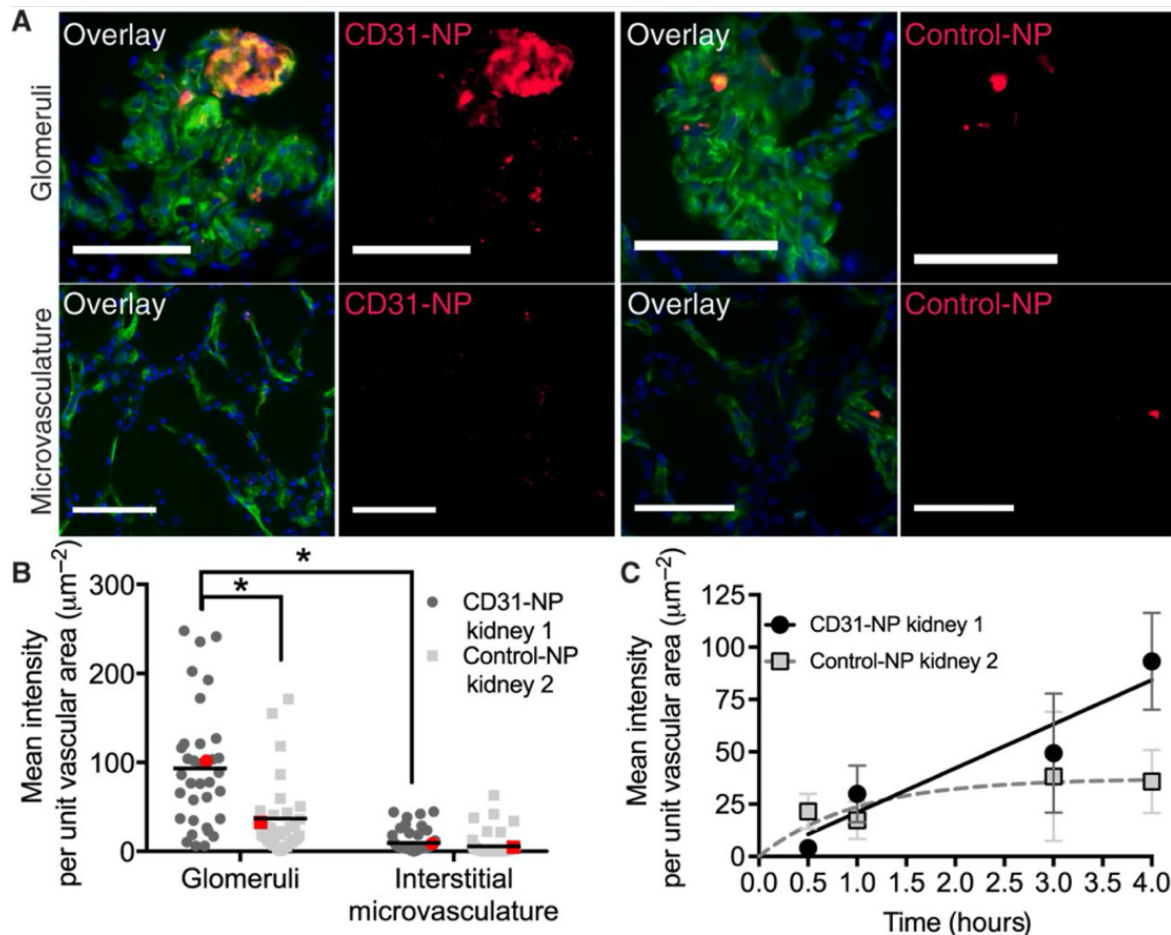 A
Overlay
CD31-NP
Overlay
Control-NP
Glomeruli
Overlay
CD31-NP
Overlay
Control-NP
Microvasculature
B
Mean intensity
per unit vascular area (μm⁻²)
300
200
100
0
*
*
CD31-NP
kidney 1
Control-NP
kidney 2
Glomeruli
Interstitial
microvasculature
C
Mean intensity
per unit vascular area (μm⁻²)
125
100
75
50
25
0
CD31-NP kidney 1
Control-NP kidney 2
0.0 0.5 1.0 1.5 2.0 2.5 3.0 3.5 4.0
Time (hours)